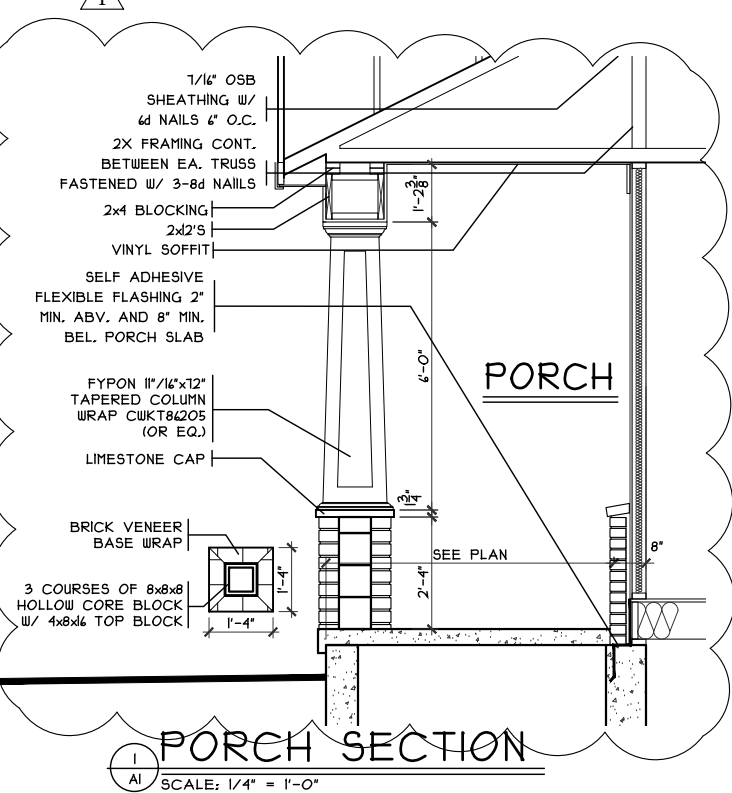 1
7/16" OSB
SHEATHING W/
6d NAILS 6" O.C.
2X FRAMING CONT.
BETWEEN EA. TRUSS
FASTENED W/ 3-8d NAILS
2x4 BLOCKING
2x12'S
VINYL SOFFIT
SELF ADHESIVE
FLEXIBLE FLASHING 2"
MIN. ABV. AND 8" MIN.
BEL. PORCH SLAB
FYPON 11"/16"x72"
TAPERED COLUMN
WRAP CWKT86205
(OR EQ.)
LIMESTONE CAP
BRICK VENEER
BASE WRAP
3 COURSES OF 8x8x8
HOLLOW CORE BLOCK
W/ 4x8x16 TOP BLOCK
1'-4"
1'-4"
1'-2 3/8"
6'-0"
1 3/4"
2'-4"
PORCH
SEE PLAN
8"
1
A1
PORCH SECTION
SCALE: 1/4" = 1'-0"